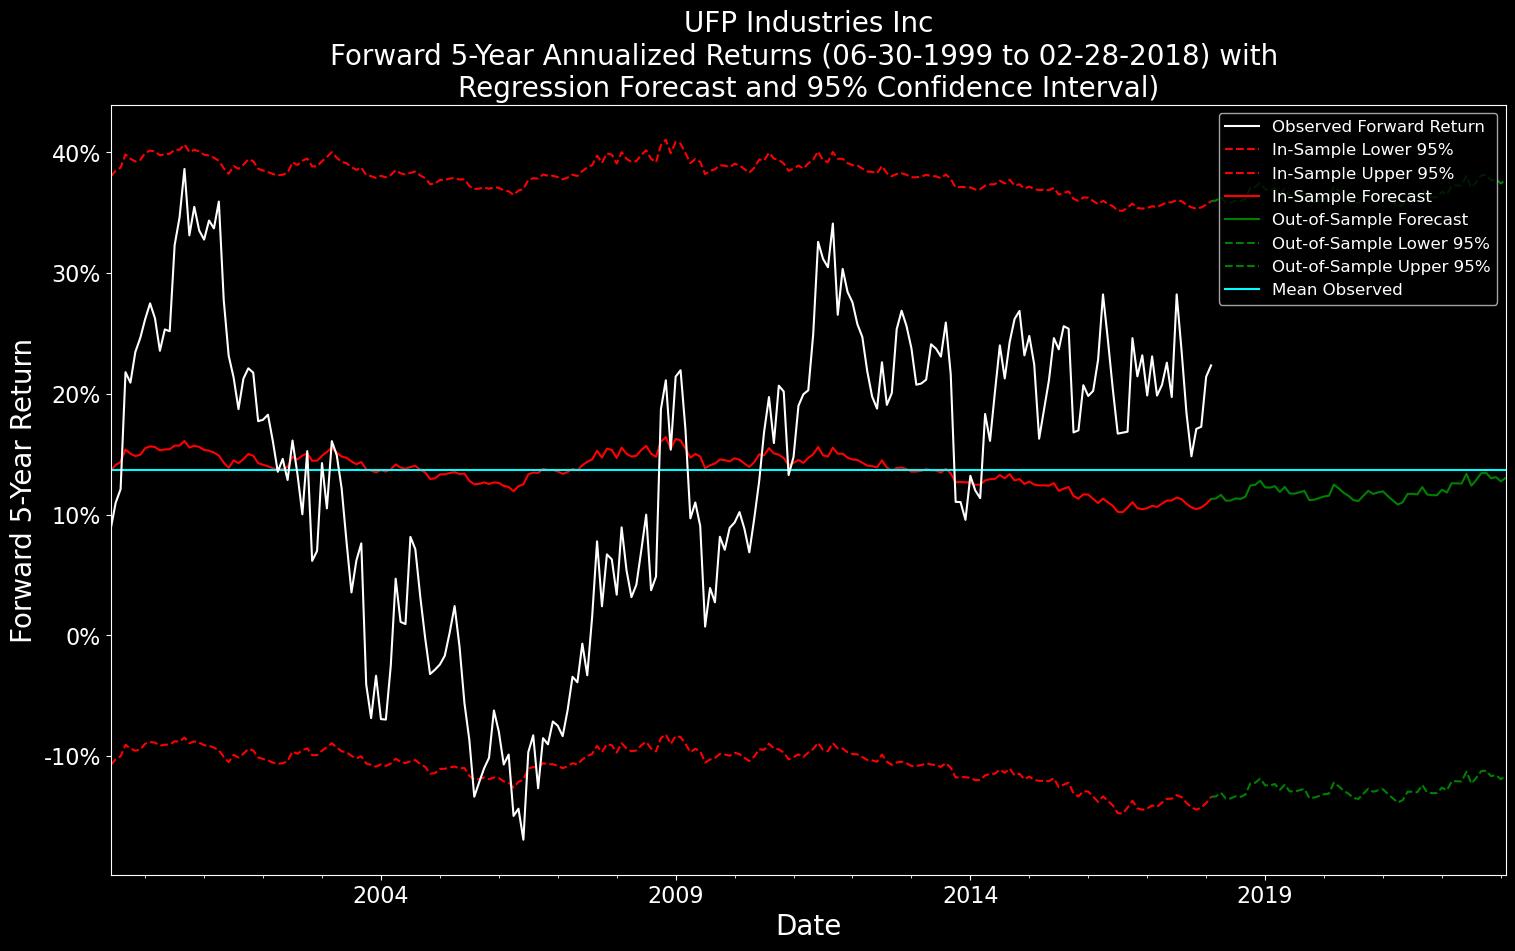 UFP Industries Inc
Forward 5-Year Annualized Returns (06-30-1999 to 02-28-2018) with
Regression Forecast and 95% Confidence Interval)
Observed Forward Return
In-Sample Lower 95%
In-Sample Upper 95%
In-Sample Forecast
Out-of-Sample Forecast
Out-of-Sample Lower 95%
Out-of-Sample Upper 95%
Mean Observed
Forward 5-Year Return
40%
30%
20%
10%
0%
-10%
2004
2009
2014
2019
Date